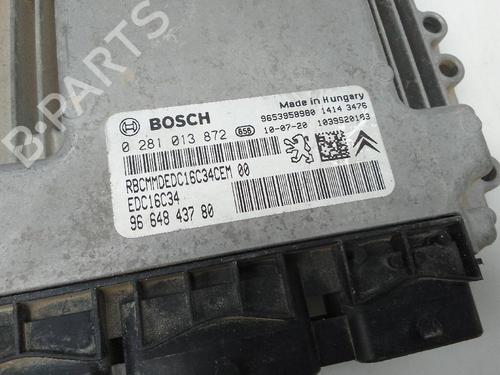 BOSCH
0 281 013 872 656
Made in Hungary
9653958980 1414 3476
10-07-20 1039S20163
RBCMMDEDC16C34CEM 00
EDC16C34
96 648 437 80
B-PARTS